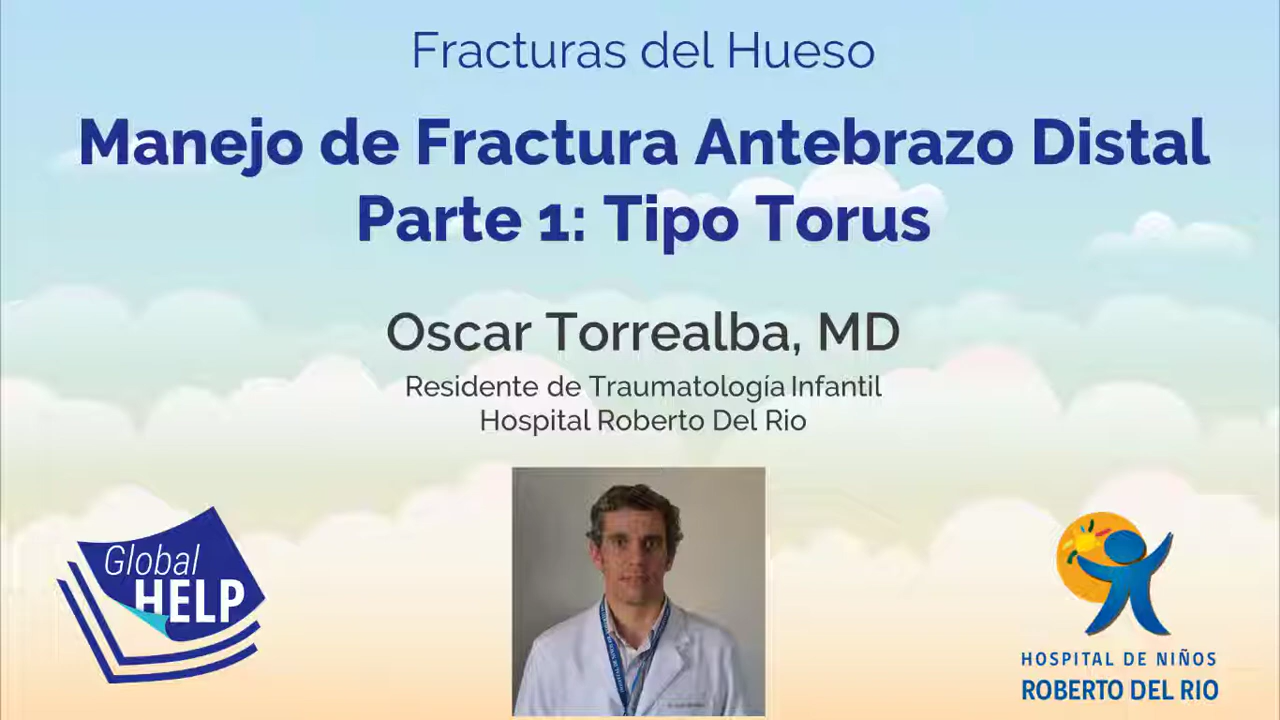 Fracturas del Hueso
Manejo de Fractura Antebrazo Distal
Parte 1: Tipo Torus
Oscar Torrealba, MD
Residente de Traumatología Infantil
Hospital Roberto Del Rio
Global
HELP
HOSPITAL DE NIÑOS
ROBERTO DEL RIO